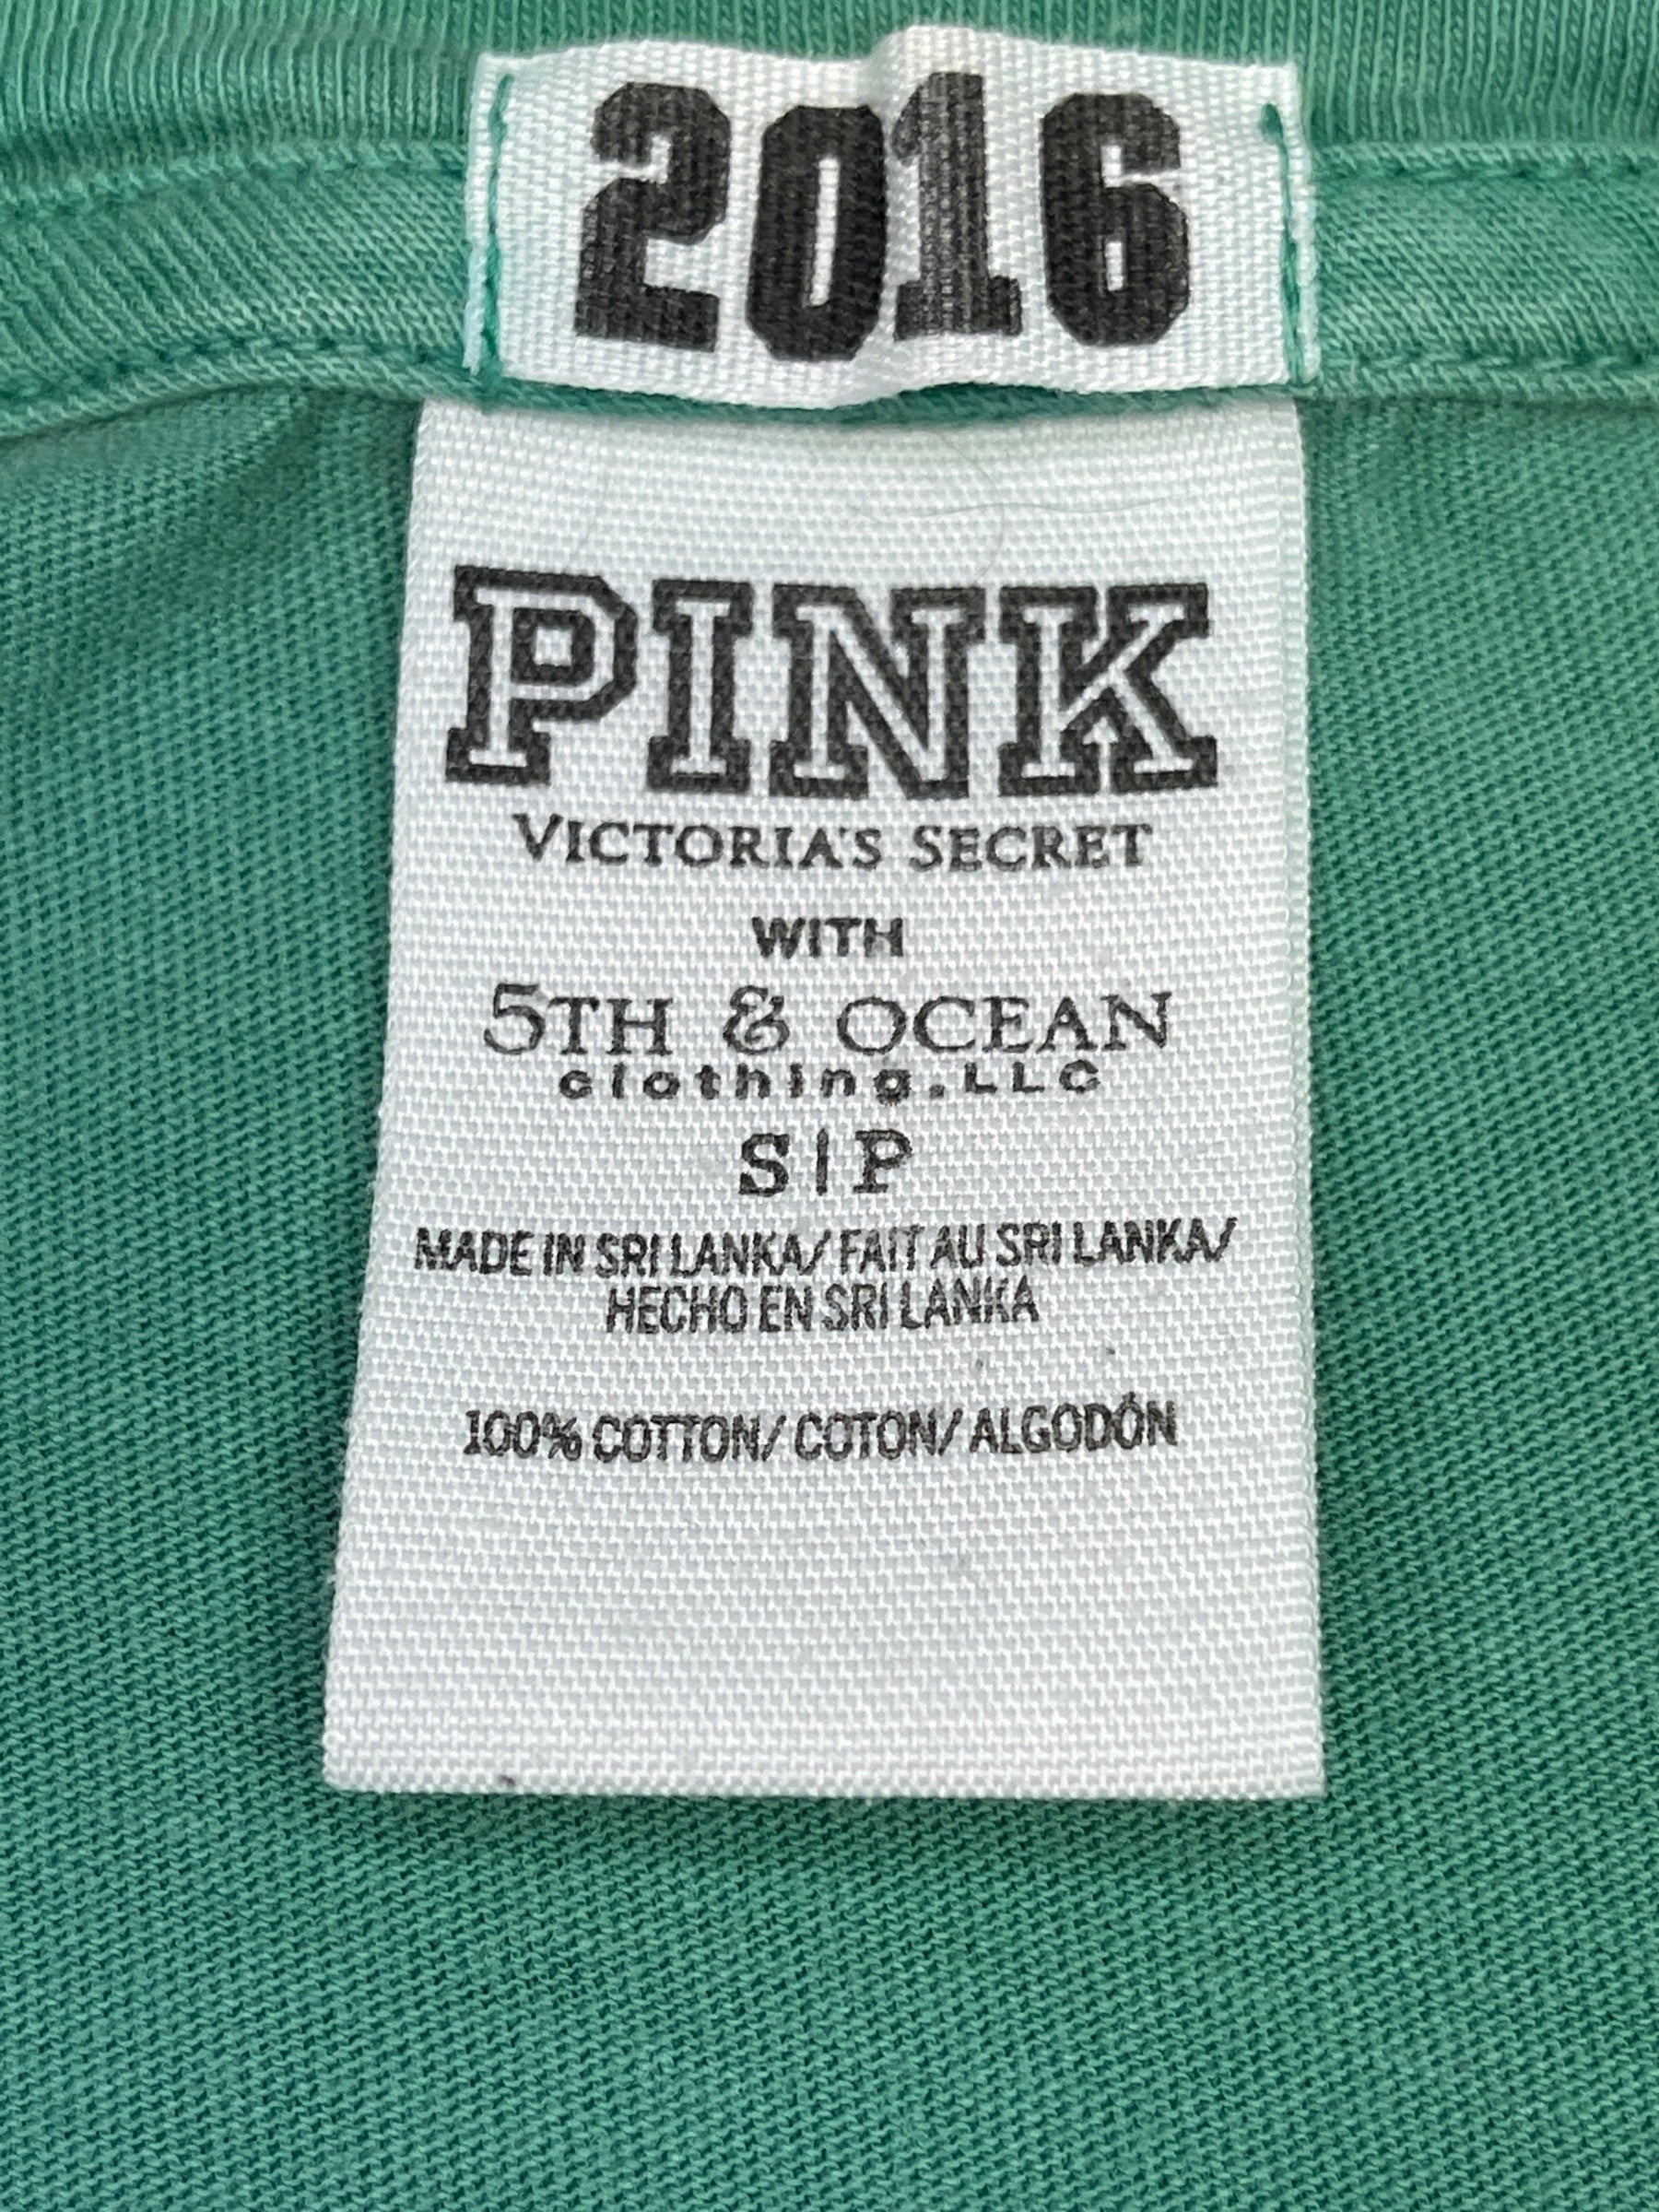 2016
PINK
VICTORIA'S SECRET
WITH
5TH & OCEAN
clothing.LLC
S|P
MADE IN SRI LANKA/ FAIT AU SRI LANKA/
HECHO EN SRI LANKA
100% COTTON/ COTON/ ALGODÓN